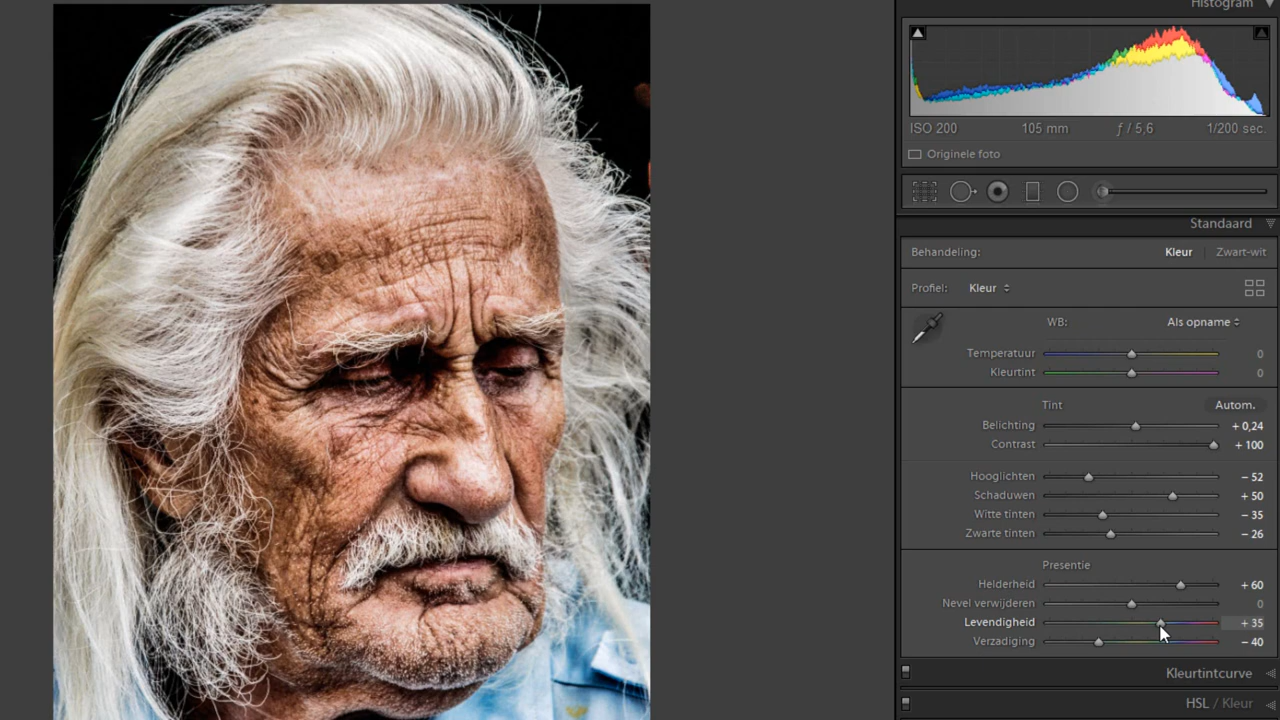 Histogram
ISO 200 105 mm ƒ / 5,6 1/200 sec.
Originele foto
Standaard
Behandeling: Kleur Zwart-wit
Profiel: Kleur
WB: Als opname
Temperatuur 0
Kleurtint 0
Tint Autom.
Belichting + 0,24
Contrast + 100
Hooglichten – 52
Schaduwen + 50
Witte tinten – 35
Zwarte tinten – 26
Presentie
Helderheid + 60
Nevel verwijderen 0
Levendigheid + 35
Verzadiging – 40
Kleurtintcurve
HSL / Kleur